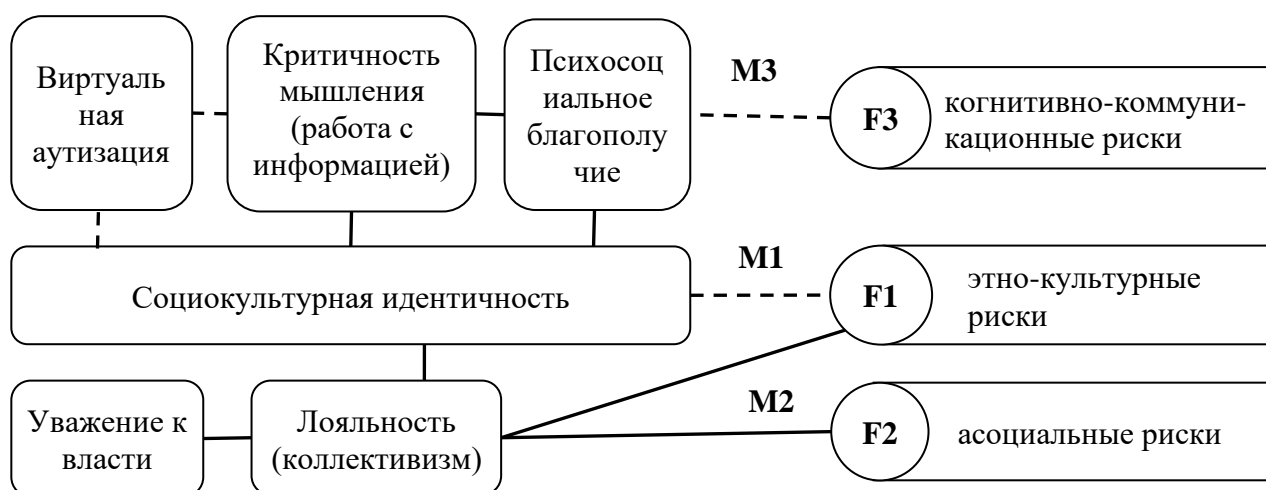 Виртуаль
ная
аутизация
Критичность
мышления
(работа с
информацией)
Психосоц
иальное
благополу
чие
М3
F3
когнитивно-коммуни-
кационные риски
Социокультурная идентичность
М1
F1
этно-культурные
риски
Уважение к
власти
Лояльность
(коллективизм)
М2
F2
асоциальные риски